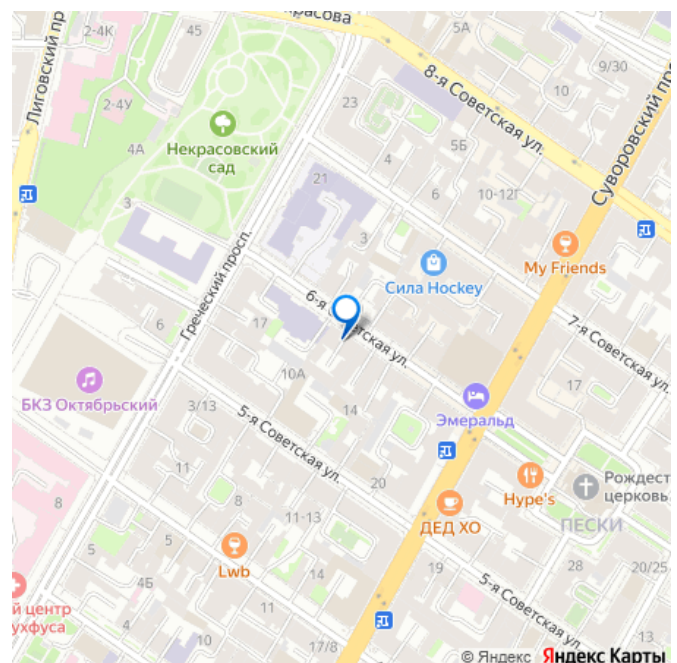 2-4К
45
красова
5А
9/30
10
Лиговский пр
2-4У
4А
Некрасовский
сад
23
8-я Советская ул.
5Б
4
6
10-12Г
Суворовский пр
21
3
3
My Friends
Сила Hockey
Греческий просп.
6-я Советская ул.
7-я Советская ул.
6
17
17
10А
БКЗ Октябрьский
3/13
14
Эмеральд
5-я Советская ул.
11
20
Hype's
Рождест
церковь
8
8
11-13
ДЕД ХО
ПЕСКИ
5
5
Lwb
14
19
28
20/25
4Б
5-я Советская ул.
й центр
ухфуса
17/8
© Яндекс Яндекс Карты